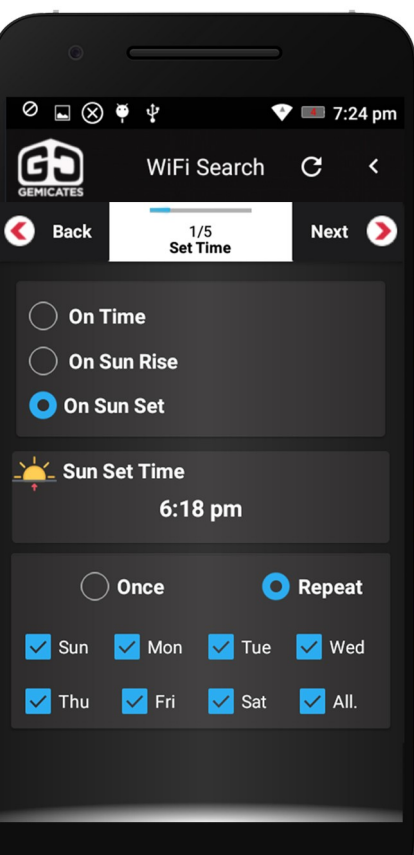 7:24 pm
GEMICATES
WiFi Search
Back
1/5
Set Time
Next
On Time
On Sun Rise
On Sun Set
Sun Set Time
6:18 pm
Once Repeat
Sun Mon Tue Wed
Thu Fri Sat All.